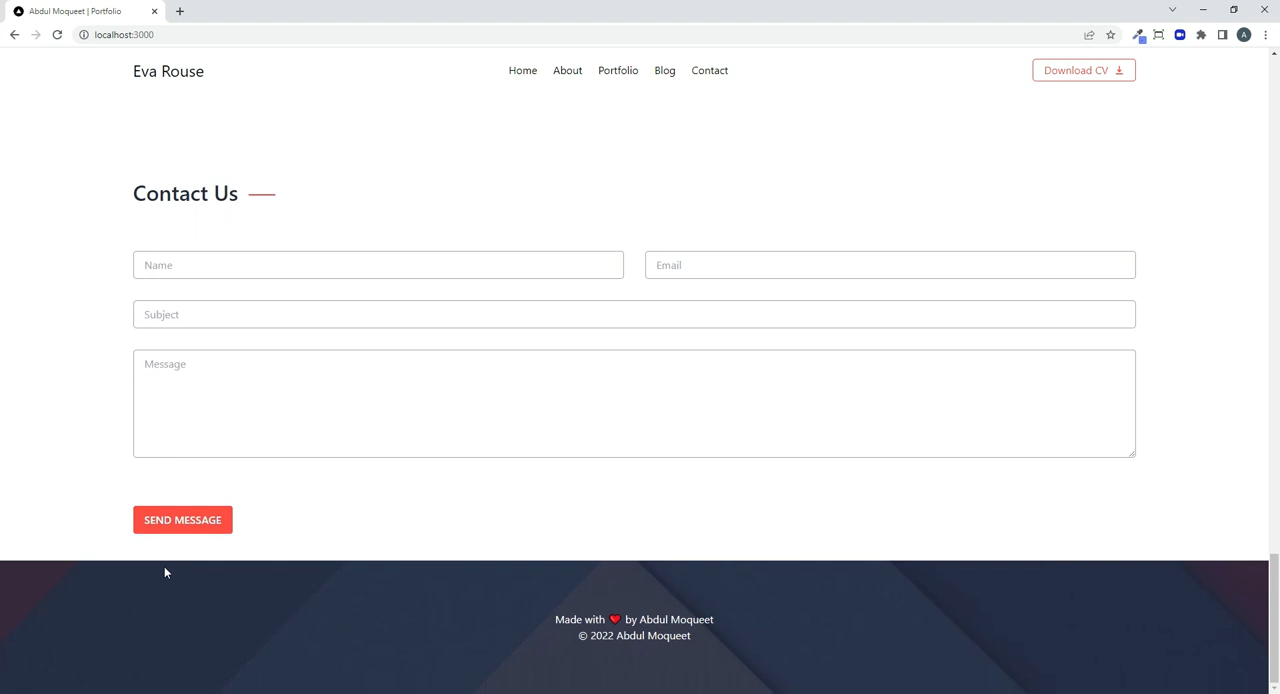 Abdul Moqueet | Portfolio
localhost:3000
A
Eva Rouse
Home About Portfolio Blog Contact
Download CV
Contact Us
Name Email
Subject
Message
SEND MESSAGE
Made with ❤️ by Abdul Moqueet
© 2022 Abdul Moqueet